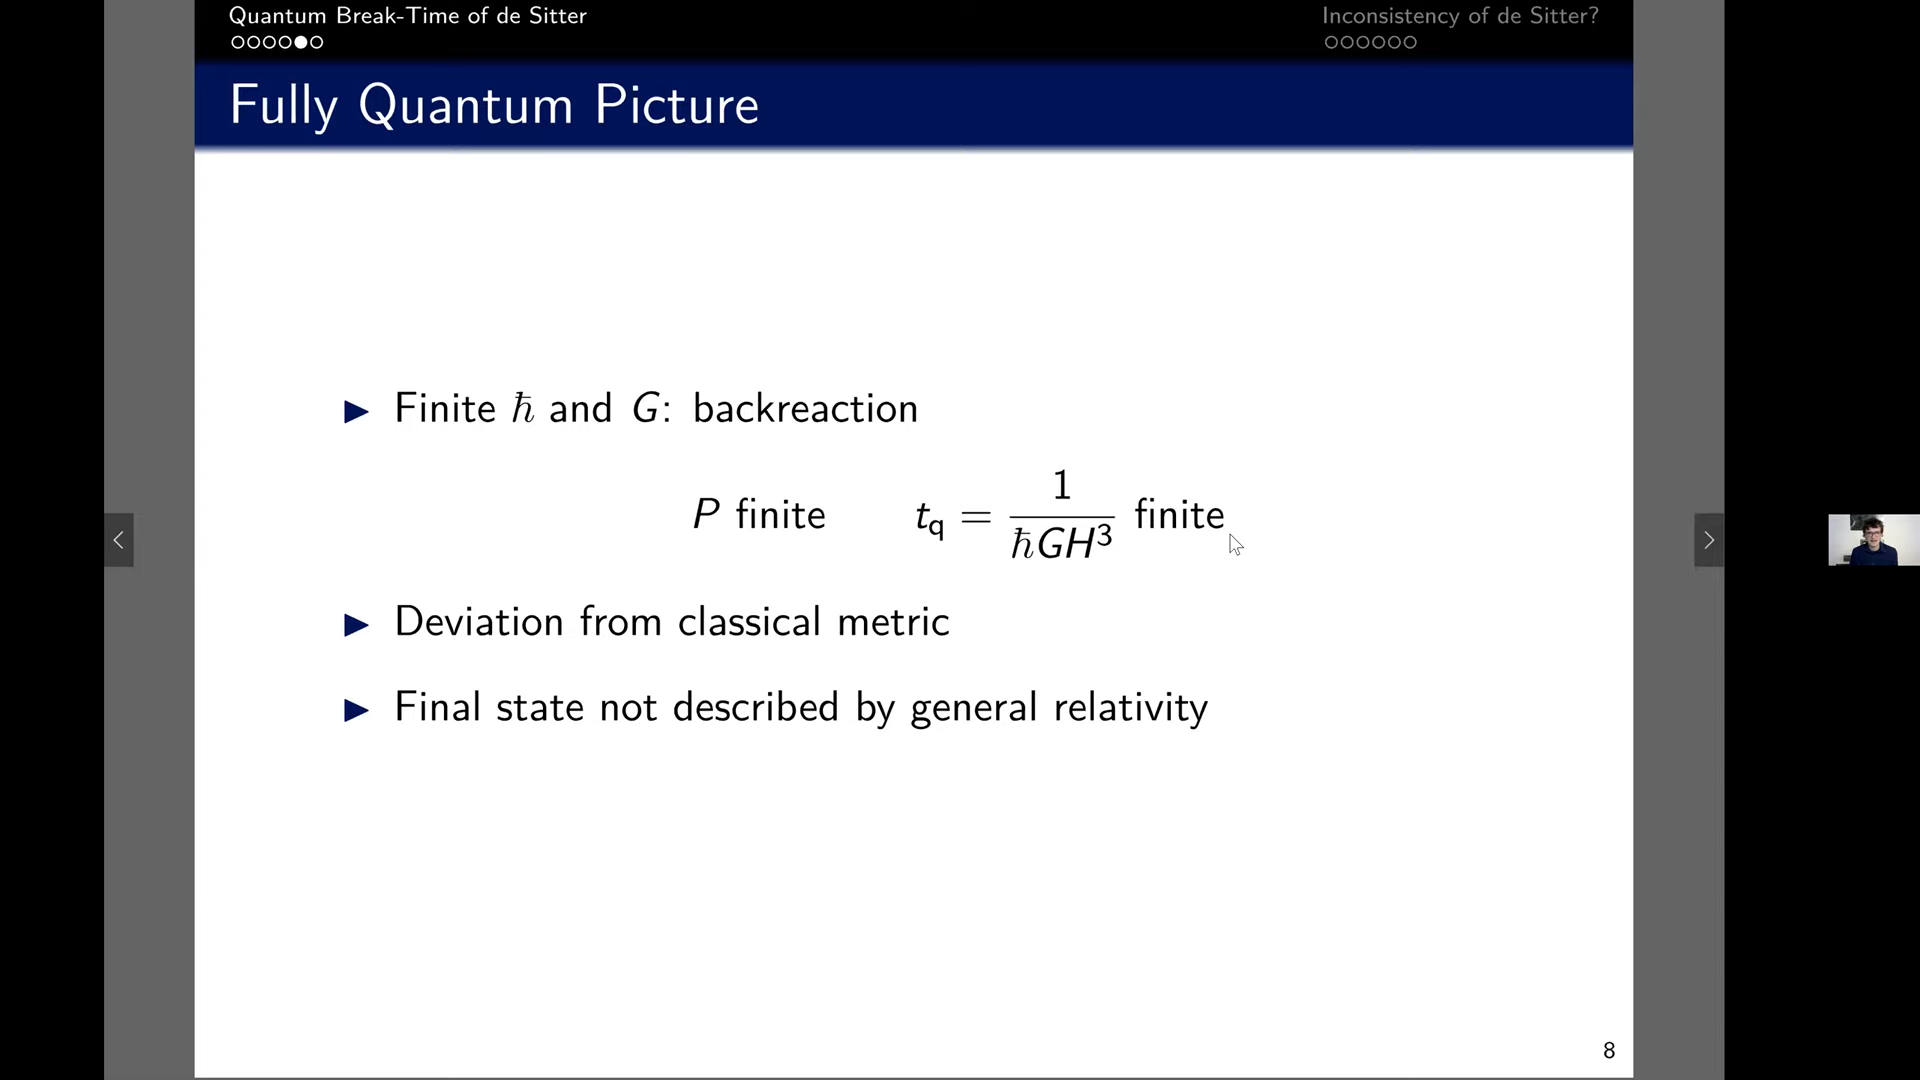 Quantum Break-Time of de Sitter
Inconsistency of de Sitter?
Fully Quantum Picture
▶ Finite ℏ and G: backreaction
P finite t_q = 1/(ℏGH³) finite
▶ Deviation from classical metric
▶ Final state not described by general relativity
8